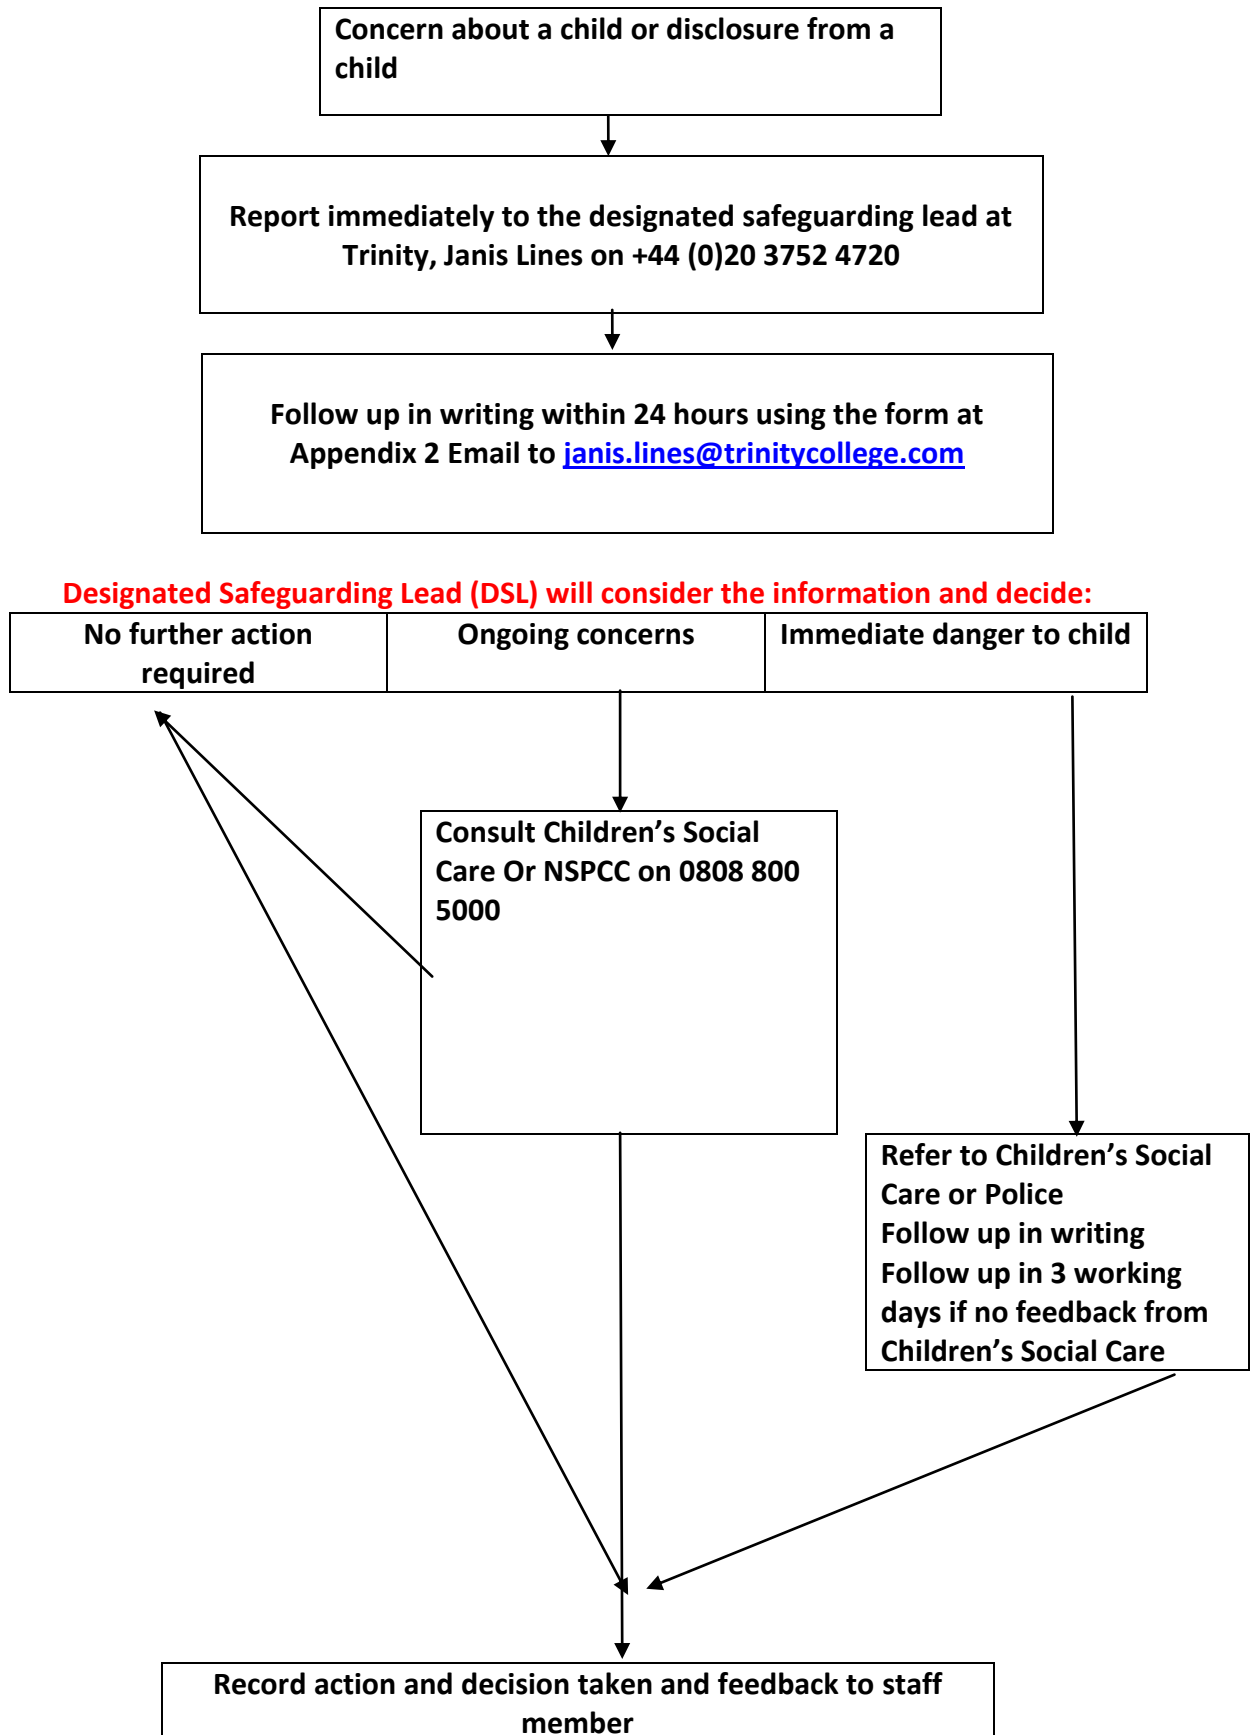 Concern about a child or disclosure from a
child
Report immediately to the designated safeguarding lead at
Trinity, Janis Lines on +44 (0)20 3752 4720
Follow up in writing within 24 hours using the form at
Appendix 2 Email to janis.lines@trinitycollege.com
Designated Safeguarding Lead (DSL) will consider the information and decide:
No further action
required
Ongoing concerns
Immediate danger to child
Consult Children’s Social
Care Or NSPCC on 0808 800
5000
Refer to Children’s Social
Care or Police
Follow up in writing
Follow up in 3 working
days if no feedback from
Children’s Social Care
Record action and decision taken and feedback to staff
member